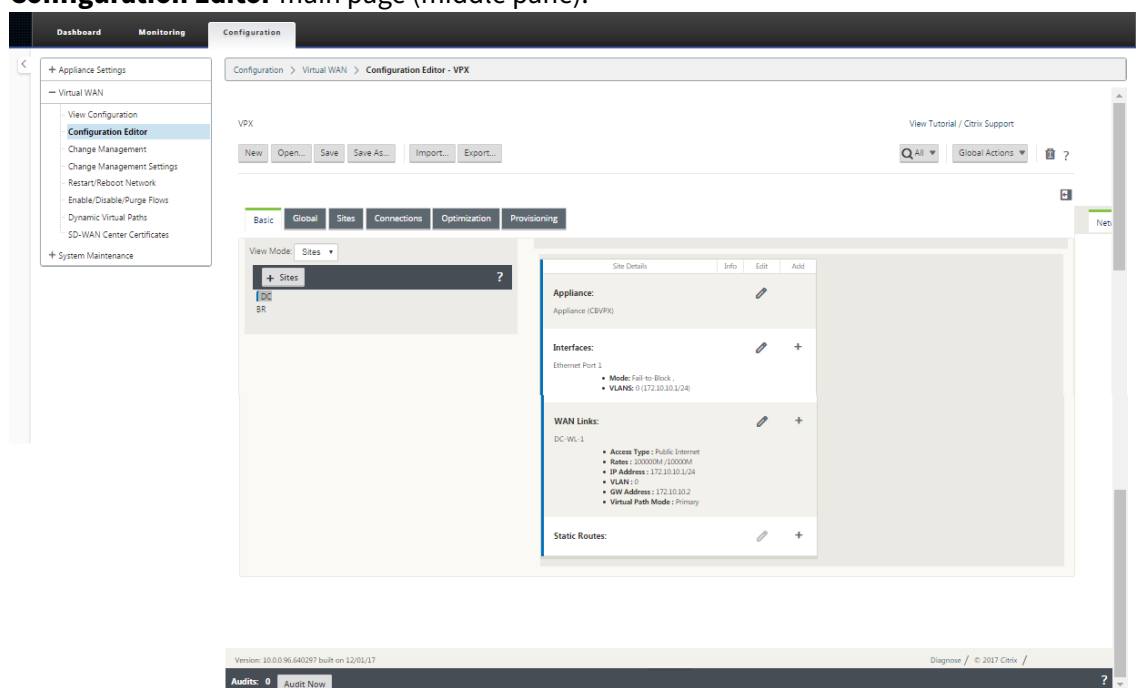 Configuration Editor main page (middle pane).
Dashboard Monitoring Configuration
+ Appliance Settings
− Virtual WAN
View Configuration
Configuration Editor
Change Management
Change Management Settings
Restart/Reboot Network
Enable/Disable/Purge Flows
Dynamic Virtual Paths
SD-WAN Center Certificates
+ System Maintenance
Configuration > Virtual WAN > Configuration Editor - VPX
VPX
View Tutorial / Citrix Support
New Open... Save Save As... Import... Export...
All Global Actions ?
Basic Global Sites Connections Optimization Provisioning
View Mode: Sites
+ Sites ?
DC
BR
Site Details Info Edit Add
Appliance:
Appliance (CBVPX)
Interfaces: +
Ethernet Port 1
• Mode: Fail-to-Block ,
• VLANS: 0 (172.10.10.1/24)
WAN Links: +
DC-WL-1
• Access Type : Public Internet
• Rates : 100000M /10000M
• IP Address : 172.10.10.1/24
• VLAN : 0
• GW Address : 172.10.10.2
• Virtual Path Mode : Primary
Static Routes: +
Version: 10.0.0.96.640297 built on 12/01/17
Diagnose / © 2017 Citrix /
Audits: 0 Audit Now ?